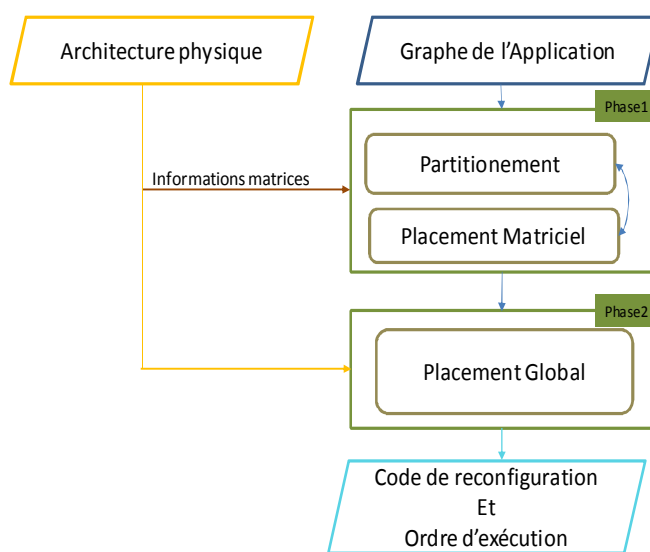 Architecture physique
Graphe de l'Application
Phase1
Partitionement
Informations matrices
Placement Matriciel
Phase2
Placement Global
Code de reconfiguration
Et
Ordre d'exécution